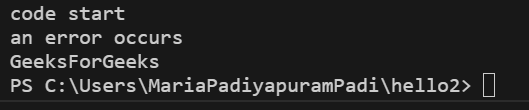 code start
an error occurs
GeeksForGeeks
PS C:\Users\MariaPadiyapuramPadi\hello2>